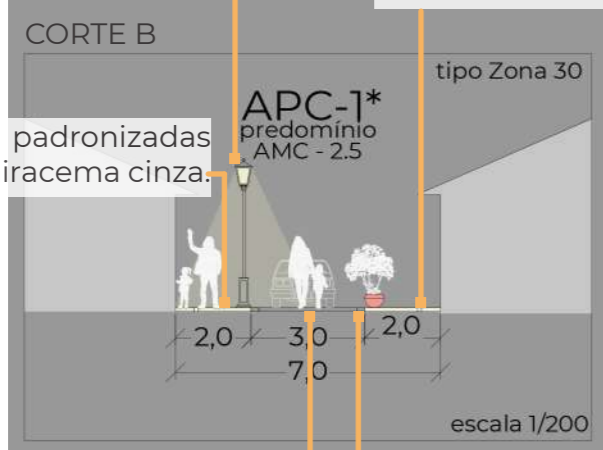 CORTE B
tipo Zona 30
APC-1*
predomínio
AMC - 2.5
padronizadas
iracema cinza.
2,0 3,0 2,0
7,0
escala 1/200